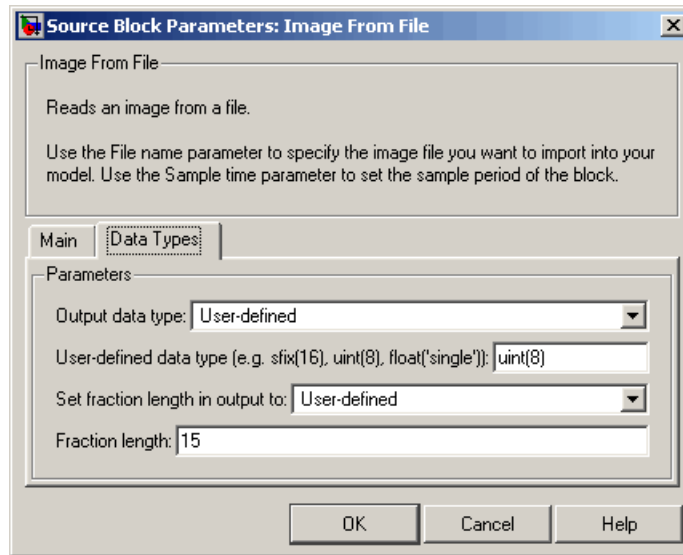 Source Block Parameters: Image From File
Image From File
Reads an image from a file.
Use the File name parameter to specify the image file you want to import into your
model. Use the Sample time parameter to set the sample period of the block.
Main Data Types
Parameters
Output data type: User-defined
User-defined data type (e.g. sfix(16), uint(8), float('single')): uint(8)
Set fraction length in output to: User-defined
Fraction length: 15
OK Cancel Help